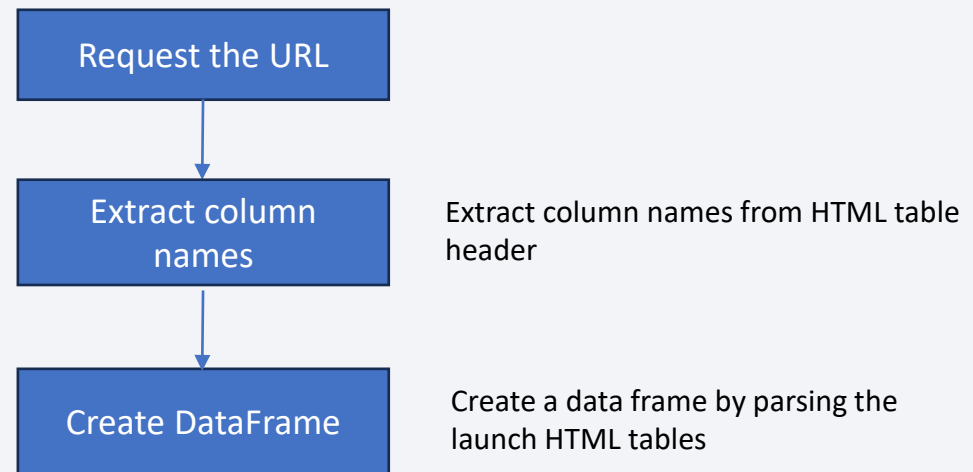 Request the URL
Extract column
names
Extract column names from HTML table
header
Create DataFrame
Create a data frame by parsing the
launch HTML tables